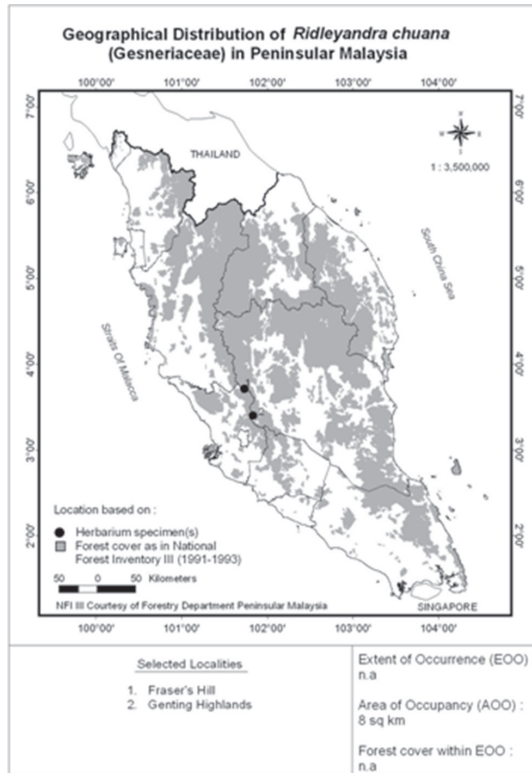 Geographical Distribution of Ridleyandra chuana
(Gesneriaceae) in Peninsular Malaysia
100°00' 101°00' 102°00' 103°00' 104°00'
7°00' 7°00'
THAILAND
N
W E
S
1 : 3,500,000
6°00' 6°00'
South China Sea
5°00' 5°00'
Straits Of Malacca
4°00' 4°00'
3°00' 3°00'
Location based on :
Herbarium specimen(s)
Forest cover as in National
Forest Inventory III (1991-1993)
2°00' 2°00'
50 0 50 Kilometers
NFI III Courtesy of Forestry Department Peninsular Malaysia
SINGAPORE
100°00' 101°00' 102°00' 103°00' 104°00'
Selected Localities
1. Fraser's Hill
2. Genting Highlands
Extent of Occurrence (EOO) :
n.a
Area of Occupancy (AOO) :
8 sq km
Forest cover within EOO :
n.a